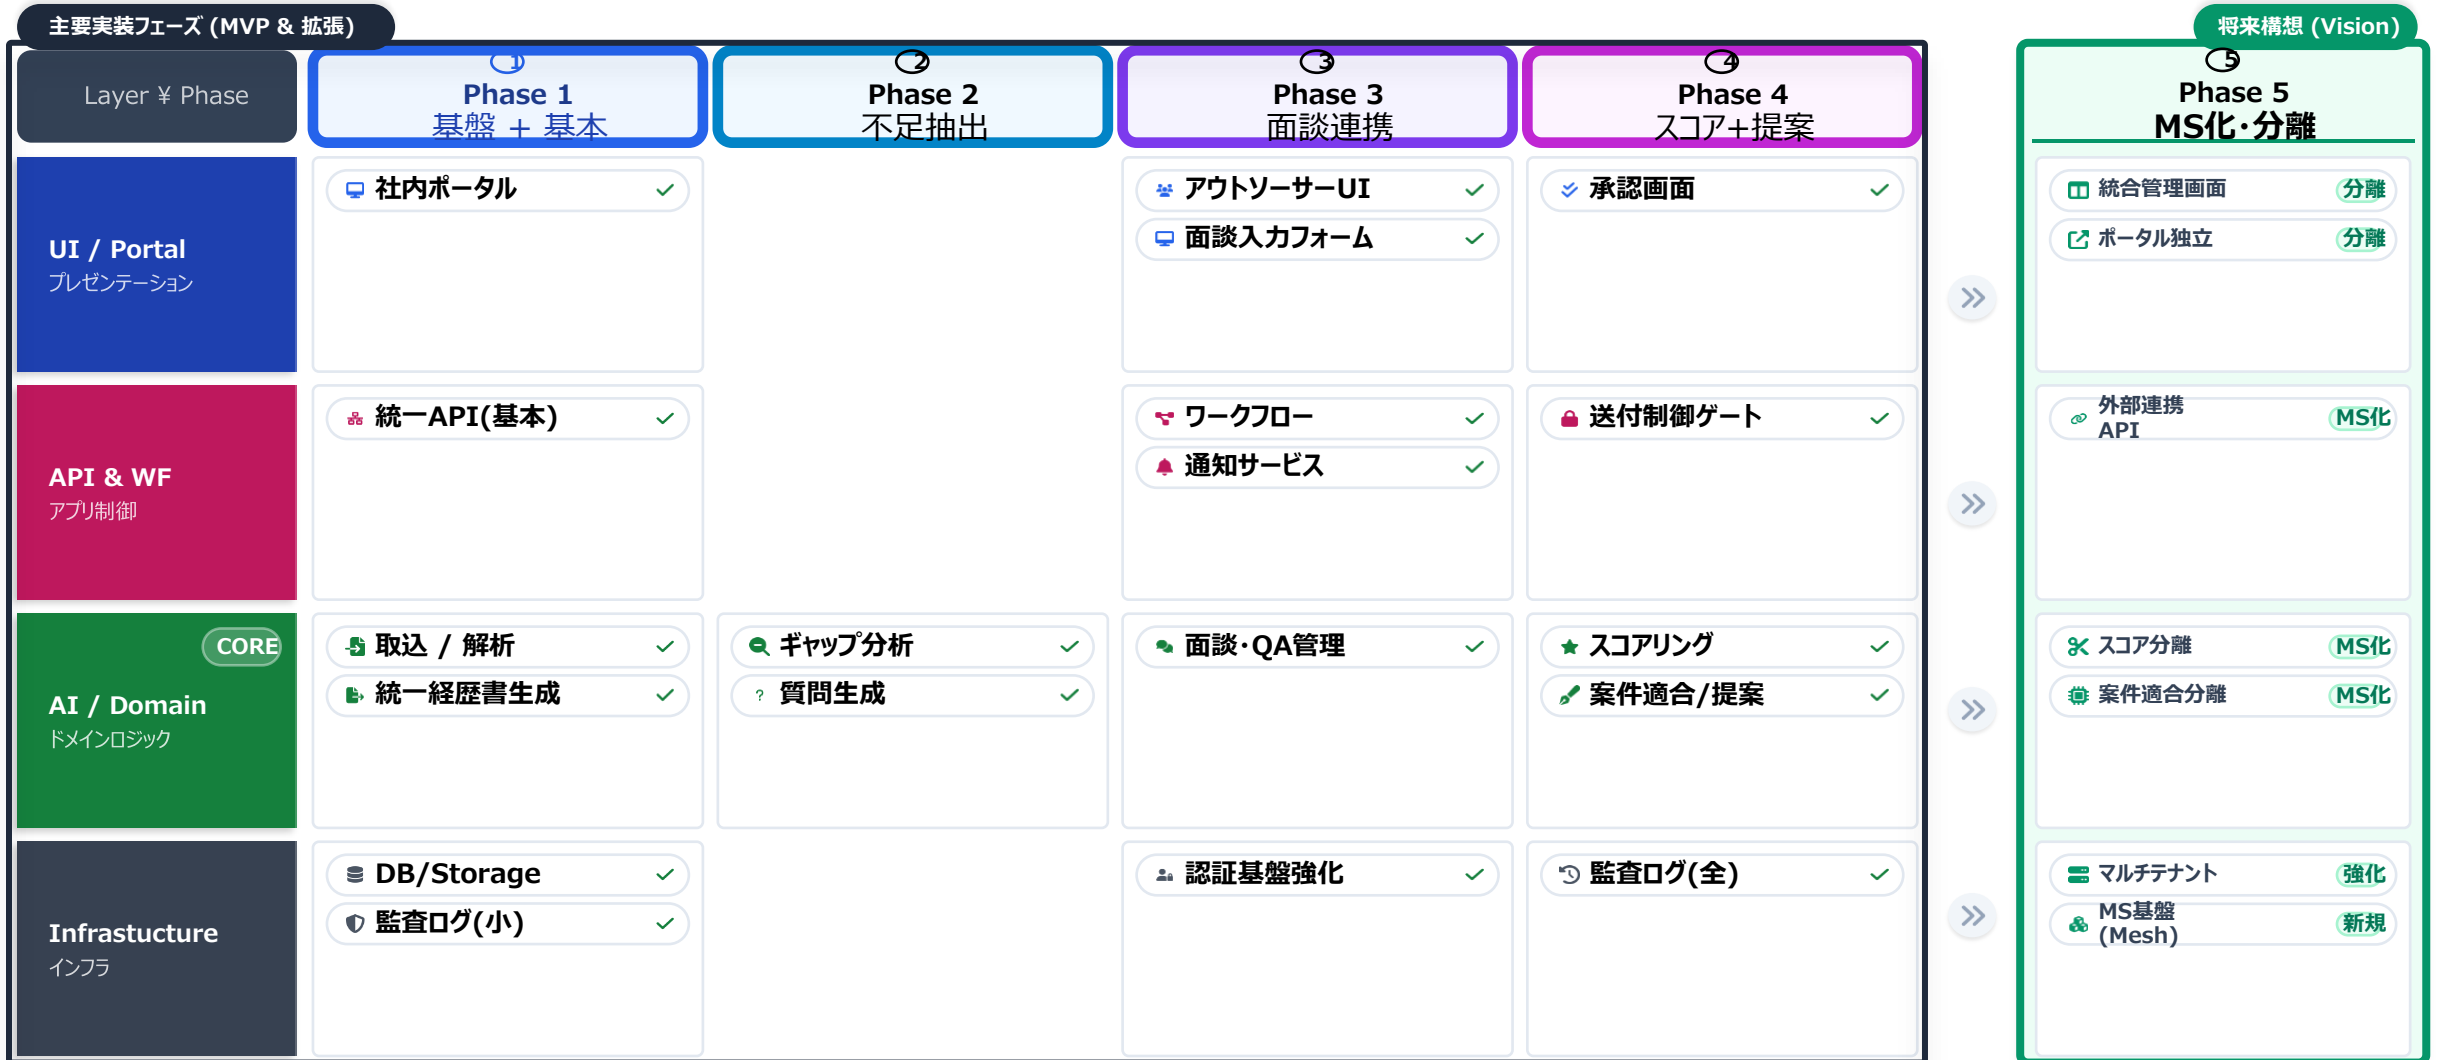 主要実装フェーズ (MVP & 拡張)
将来構想 (Vision)
Layer ¥ Phase
1
Phase 1
基盤 + 基本
2
Phase 2
不足抽出
3
Phase 3
面談連携
4
Phase 4
スコア+提案
5
Phase 5
MS化・分離
UI / Portal
プレゼンテーション
社内ポータル
アウトソーサーUI
面談入力フォーム
承認画面
統合管理画面 分離
ポータル独立 分離
API & WF
アプリ制御
統一API(基本)
ワークフロー
通知サービス
送付制御ゲート
外部連携
API
MS化
CORE
AI / Domain
ドメインロジック
取込 / 解析
統一経歴書生成
ギャップ分析
? 質問生成
面談・QA管理
スコアリング
案件適合/提案
スコア分離 MS化
案件適合分離 MS化
Infrastucture
インフラ
DB/Storage
監査ログ(小)
認証基盤強化
監査ログ(全)
マルチテナント 強化
MS基盤
(Mesh)
新規